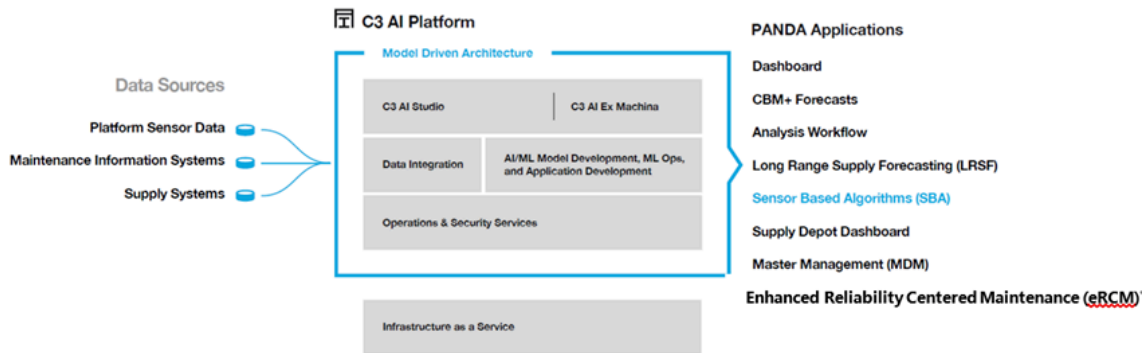 C3 AI Platform
Model Driven Architecture
Data Sources
Platform Sensor Data
Maintenance Information Systems
Supply Systems
C3 AI Studio
C3 AI Ex Machina
Data Integration
AI/ML Model Development, ML Ops,
and Application Development
Operations & Security Services
Infrastructure as a Service
PANDA Applications
Dashboard
CBM+ Forecasts
Analysis Workflow
Long Range Supply Forecasting (LRSF)
Sensor Based Algorithms (SBA)
Supply Depot Dashboard
Master Management (MDM)
Enhanced Reliability Centered Maintenance (eRCM)